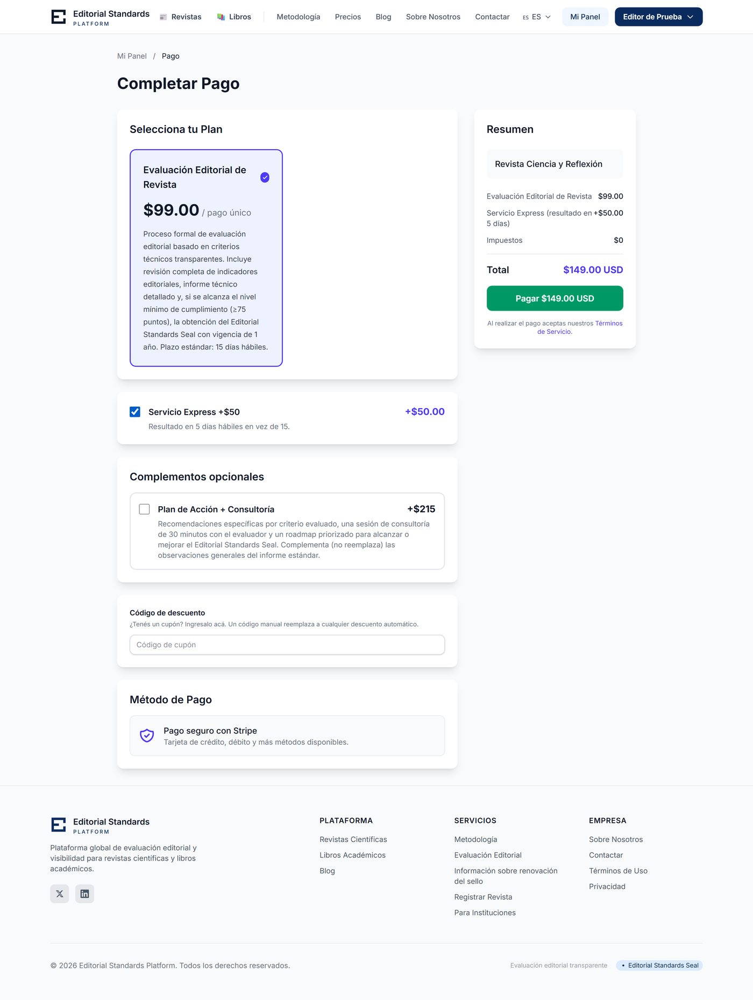 Editorial Standards
PLATFORM
Revistas
Libros
Metodología
Precios
Blog
Sobre Nosotros
Contactar
ES ES
Mi Panel
Editor de Prueba
Mi Panel / Pago
Completar Pago
Selecciona tu Plan
Evaluación Editorial de
Revista
$99.00 / pago único
Proceso formal de evaluación
editorial basado en criterios
técnicos transparentes. Incluye
revisión completa de indicadores
editoriales, informe técnico
detallado y, si se alcanza el nivel
mínimo de cumplimiento (≥75
puntos), la obtención del Editorial
Standards Seal con vigencia de 1
año. Plazo estándar: 15 días hábiles.
Servicio Express +$50
+$50.00
Resultado en 5 días hábiles en vez de 15.
Complementos opcionales
Plan de Acción + Consultoría
+$215
Recomendaciones específicas por criterio evaluado, una sesión de consultoría
de 30 minutos con el evaluador y un roadmap priorizado para alcanzar o
mejorar el Editorial Standards Seal. Complementa (no reemplaza) las
observaciones generales del informe estándar.
Código de descuento
¿Tenés un cupón? Ingresalo acá. Un código manual reemplaza a cualquier descuento automático.
Código de cupón
Método de Pago
Pago seguro con Stripe
Tarjeta de crédito, débito y más métodos disponibles.
Resumen
Revista Ciencia y Reflexión
Evaluación Editorial de Revista $99.00
Servicio Express (resultado en +$50.00
5 días)
Impuestos $0
Total $149.00 USD
Pagar $149.00 USD
Al realizar el pago aceptas nuestros Términos
de Servicio.
Editorial Standards
PLATFORM
Plataforma global de evaluación editorial y
visibilidad para revistas científicas y libros
académicos.
PLATAFORMA
Revistas Científicas
Libros Académicos
Blog
SERVICIOS
Metodología
Evaluación Editorial
Información sobre renovación
del sello
Registrar Revista
Para Instituciones
EMPRESA
Sobre Nosotros
Contactar
Términos de Uso
Privacidad
© 2026 Editorial Standards Platform. Todos los derechos reservados.
Evaluación editorial transparente
• Editorial Standards Seal